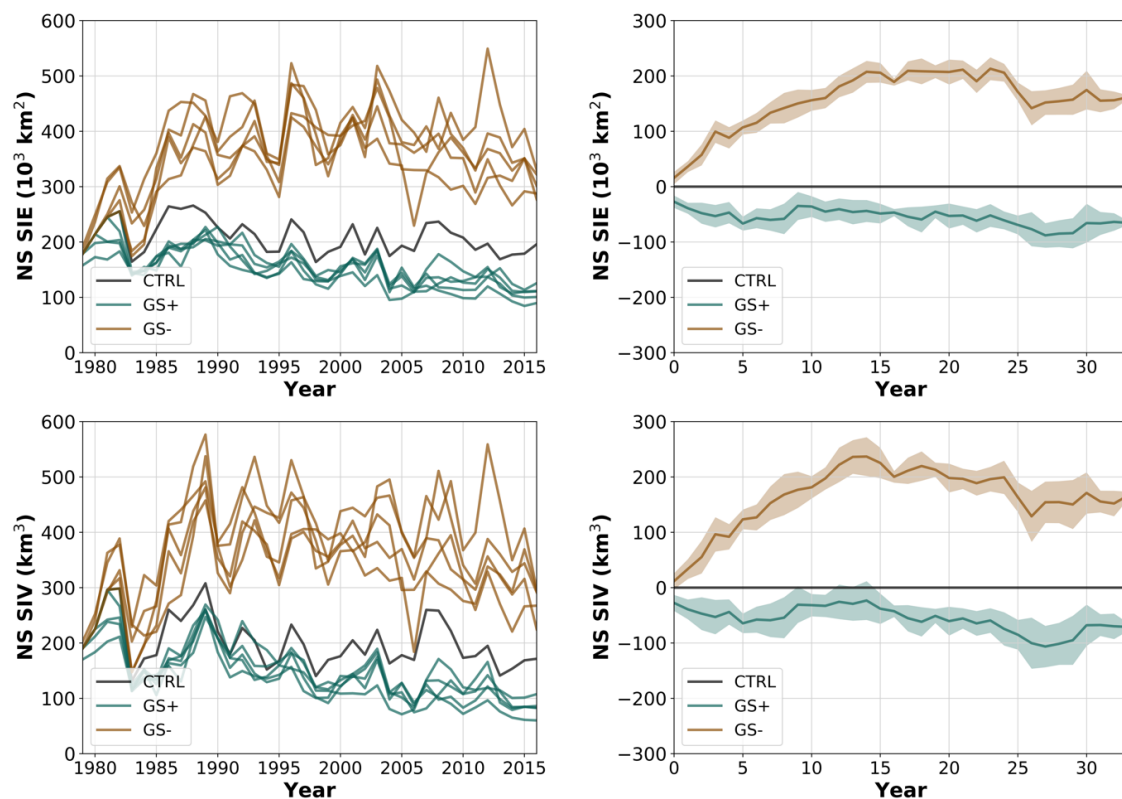 NS SIE (10³ km²)
600
500
400
300
200
100
0
CTRL
GS+
GS-
1980 1985 1990 1995 2000 2005 2010 2015
Year
NS SIE (10³ km²)
300
200
100
0
−100
−200
−300
CTRL
GS+
GS-
0 5 10 15 20 25 30
Year
NS SIV (km³)
600
500
400
300
200
100
0
CTRL
GS+
GS-
1980 1985 1990 1995 2000 2005 2010 2015
Year
NS SIV (km³)
300
200
100
0
−100
−200
−300
CTRL
GS+
GS-
0 5 10 15 20 25 30
Year